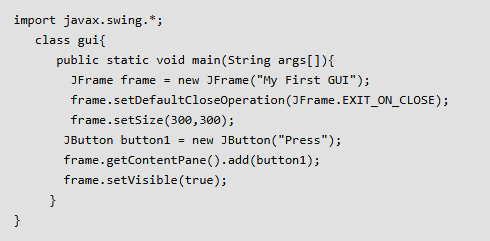 import javax.swing.*;
class gui{
public static void main(String args[]){
JFrame frame = new JFrame("My First GUI");
frame.setDefaultCloseOperation(JFrame.EXIT_ON_CLOSE);
frame.setSize(300,300);
JButton button1 = new JButton("Press");
frame.getContentPane().add(button1);
frame.setVisible(true);
}
}